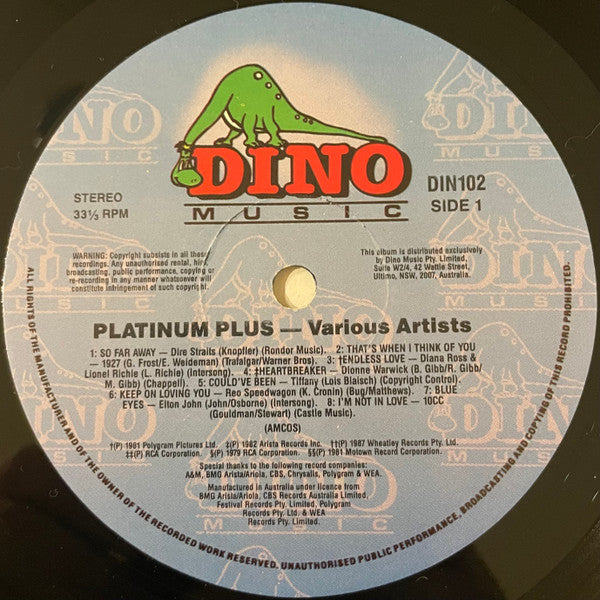 DINO
MUSIC
STEREO
33⅓ RPM
DIN102
SIDE 1
WARNING: Copyright subsists in all these
recordings. Any unauthorised rental, hire,
broadcasting, public performance, copying or
re-recording in any manner whatsoever will
constitute infringement of such copyright.
This album is distributed exclusively
by Dino Music Pty. Limited,
Suite W2/4, 42 Wattle Street,
Ultimo, NSW, 2007, Australia.
PLATINUM PLUS — Various Artists
1: SO FAR AWAY — Dire Straits (Knopfler) (Rondor Music). 2: THAT'S WHEN I THINK OF YOU
— 1927 (G. Frost/E. Weideman) (Trafalgar/Warner Bros). 3: †ENDLESS LOVE — Diana Ross &
Lionel Richie (L. Richie) (Intersong). 4: ‡HEARTBREAKER — Dionne Warwick (B. Gibb/R. Gibb/
M. Gibb) (Chappell). 5: COULD'VE BEEN — Tiffany (Lois Blaisch) (Copyright Control).
6: KEEP ON LOVING YOU — Reo Speedwagon (K. Cronin) (Bug/Matthews). 7: BLUE
EYES — Elton John (John/Osborne) (Intersong). 8: I'M NOT IN LOVE — 10CC
(Gouldman/Stewart) (Castle Music).
(AMCOS)
†(P) 1981 Polygram Pictures Ltd. ‡(P) 1982 Arista Records Inc. ††(P) 1987 Wheatley Records Pty. Ltd.
‡‡(P) RCA Corporation. §(P) 1979 RCA Corporation. §§(P) 1981 Motown Record Corporation.
Special thanks to the following record companies:
A&M, BMG Arista/Ariola, CBS, Chrysalis, Polygram & WEA.
Manufactured in Australia under licence from
BMG Arista/Ariola, CBS Records Australia Limited,
Festival Records Pty. Limited, Polygram
Records Pty. Ltd. & WEA
Records Pty. Limited.
ALL RIGHTS OF THE MANUFACTURER AND OF THE OWNER OF THE RECORDED WORK RESERVED. UNAUTHORISED PUBLIC PERFORMANCE, BROADCASTING AND COPYING OF THIS RECORD PROHIBITED.